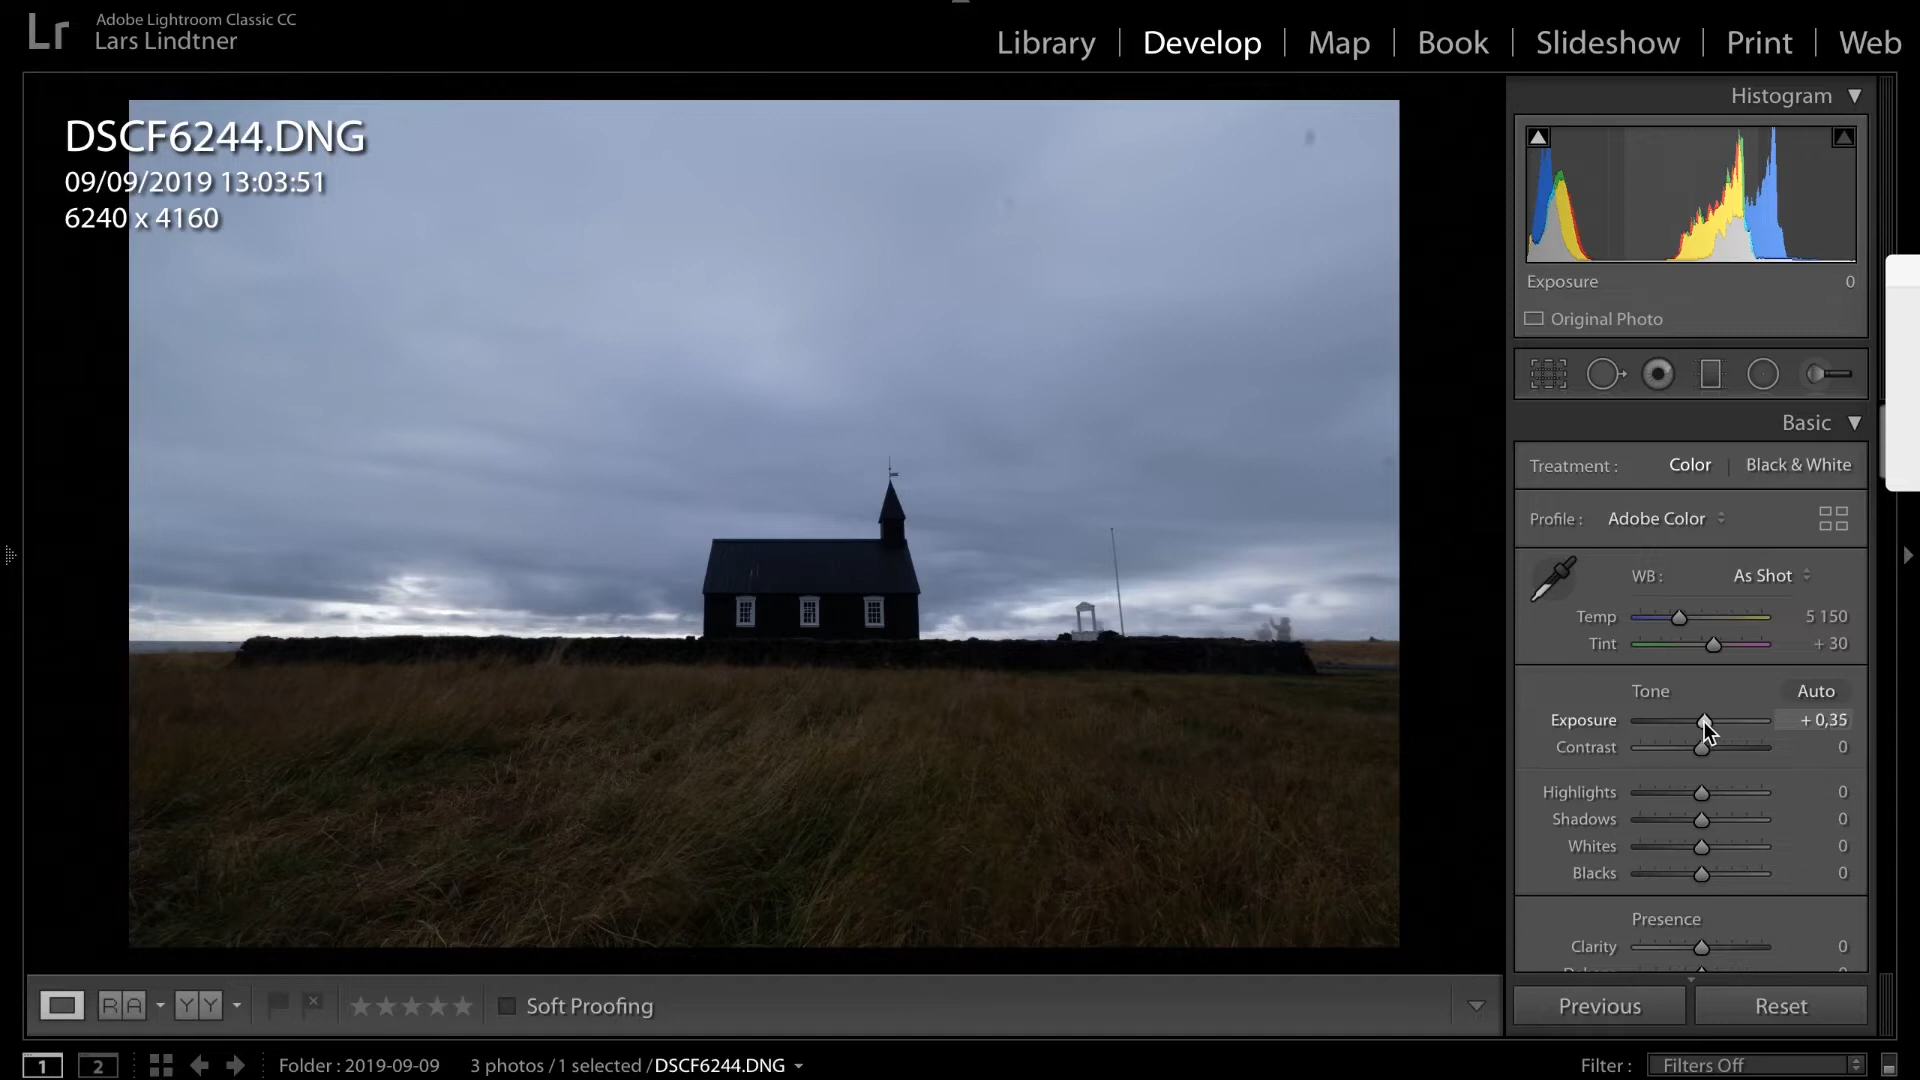 Lr
Adobe Lightroom Classic CC
Lars Lindtner
Library | Develop | Map | Book | Slideshow | Print | Web
DSCF6244.DNG
09/09/2019 13:03:51
6240 x 4160
Histogram
Exposure 0
Original Photo
Basic
Treatment : Color | Black & White
Profile : Adobe Color
WB : As Shot
Temp 5 150
Tint + 30
Tone Auto
Exposure + 0,35
Contrast 0
Highlights 0
Shadows 0
Whites 0
Blacks 0
Presence
Clarity 0
R A Y Y Soft Proofing
Previous Reset
1 2 Folder : 2019-09-09 3 photos / 1 selected / DSCF6244.DNG Filter : Filters Off